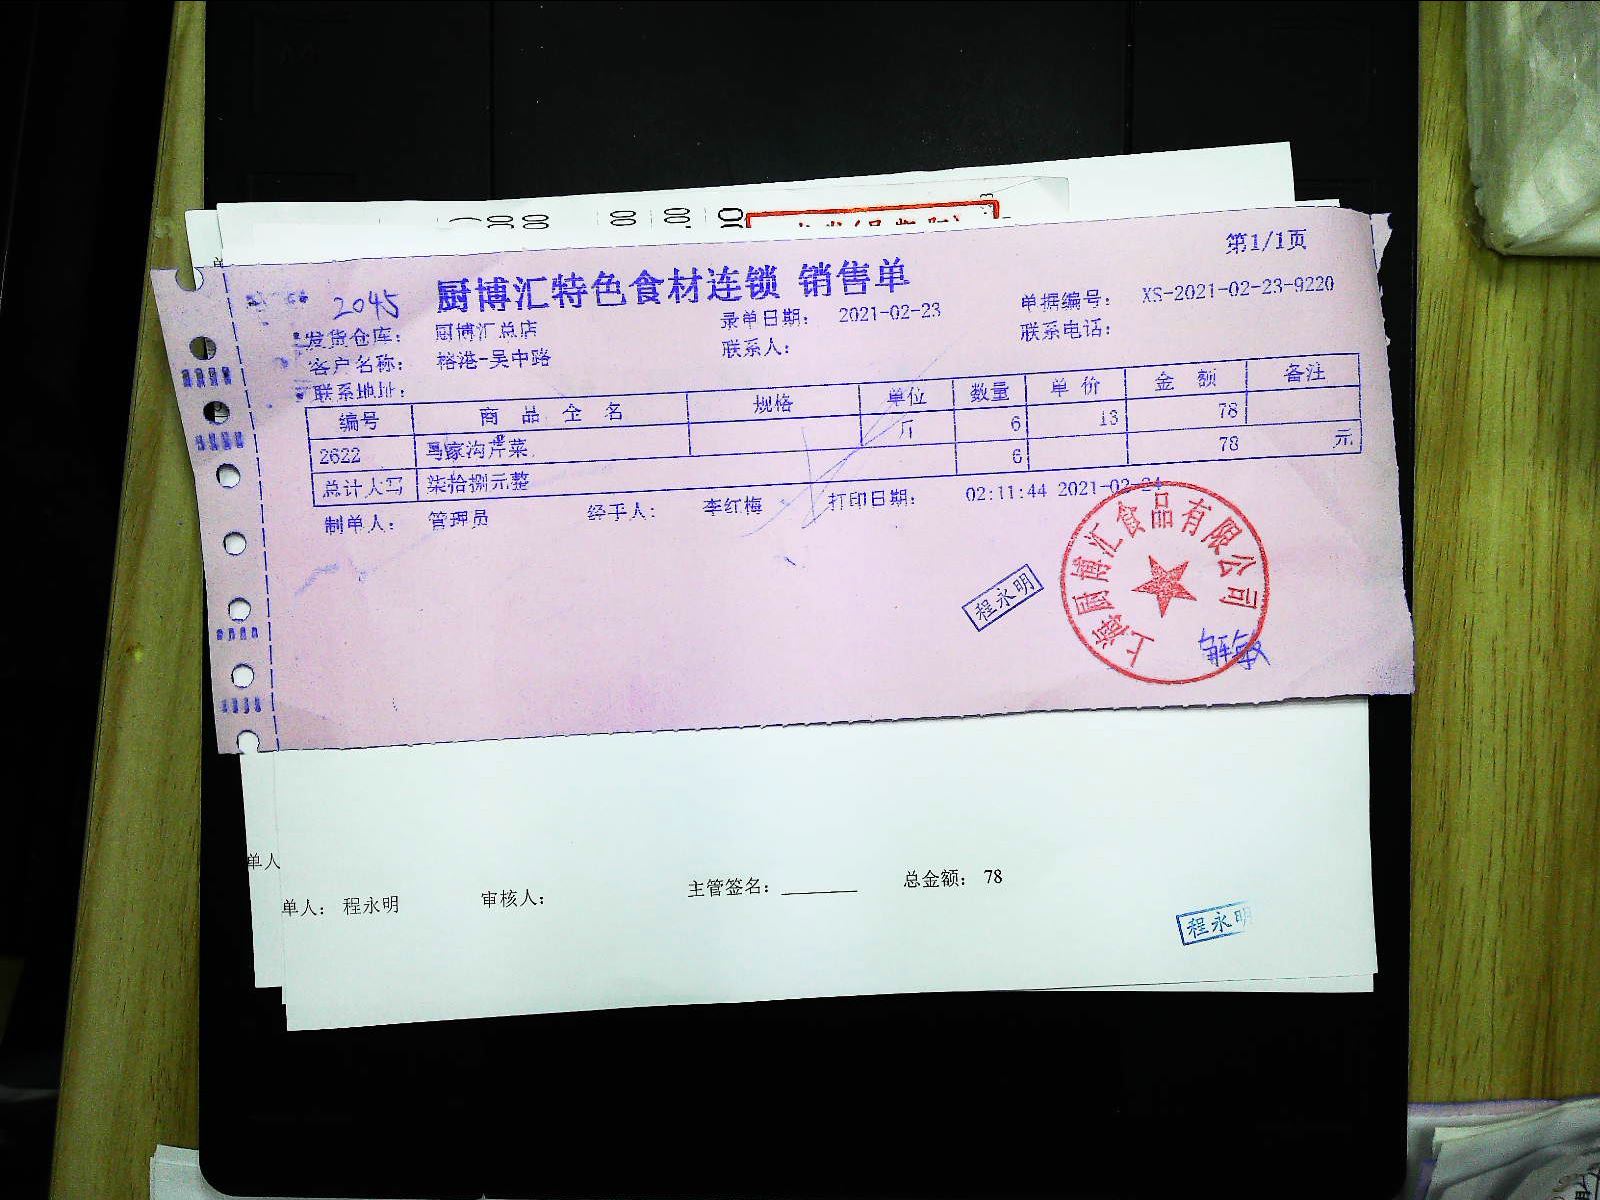 第1/1页
2045
厨博汇特色食材连锁 销售单
发货仓库： 厨博汇总店 录单日期： 2021-02-23 单据编号： XS-2021-02-23-9220
客户名称： 榕港-吴中路 联系人： 联系电话：
联系地址：
编号 商品全名 规格 单位 数量 单价 金额 备注
2622 马家沟芹菜 斤 6 13 78
总计大写 柒拾捌元整 6 78 元
制单人： 管理员 经手人： 李红梅 打印日期： 02:11:44 2021-02-24
程永明
上海厨博汇食品有限公司
单人
单人： 程永明 审核人： 主管签名：________ 总金额： 78
程永明